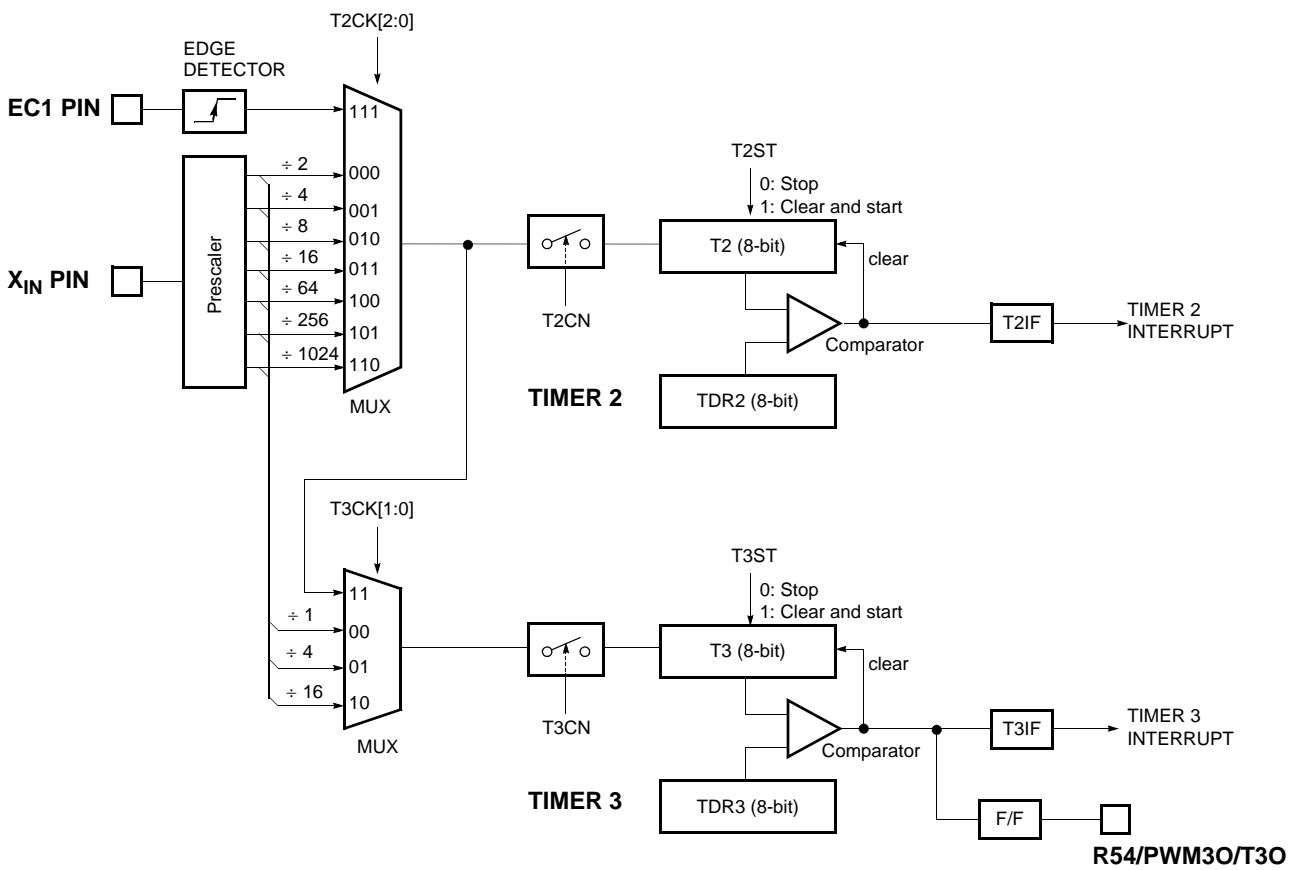 T2CK[2:0]
EDGE
DETECTOR
EC1 PIN
111
÷ 2
000
÷ 4
001
÷ 8
010
÷ 16
011
÷ 64
100
÷ 256
101
÷ 1024
110
XIN PIN
Prescaler
MUX
T2ST
0: Stop
1: Clear and start
T2 (8-bit)
clear
T2CN
Comparator
T2IF
TIMER 2
INTERRUPT
TIMER 2
TDR2 (8-bit)
T3CK[1:0]
11
÷ 1
00
÷ 4
01
÷ 16
10
MUX
T3ST
0: Stop
1: Clear and start
T3 (8-bit)
clear
T3CN
Comparator
T3IF
TIMER 3
INTERRUPT
TIMER 3
TDR3 (8-bit)
F/F
R54/PWM3O/T3O